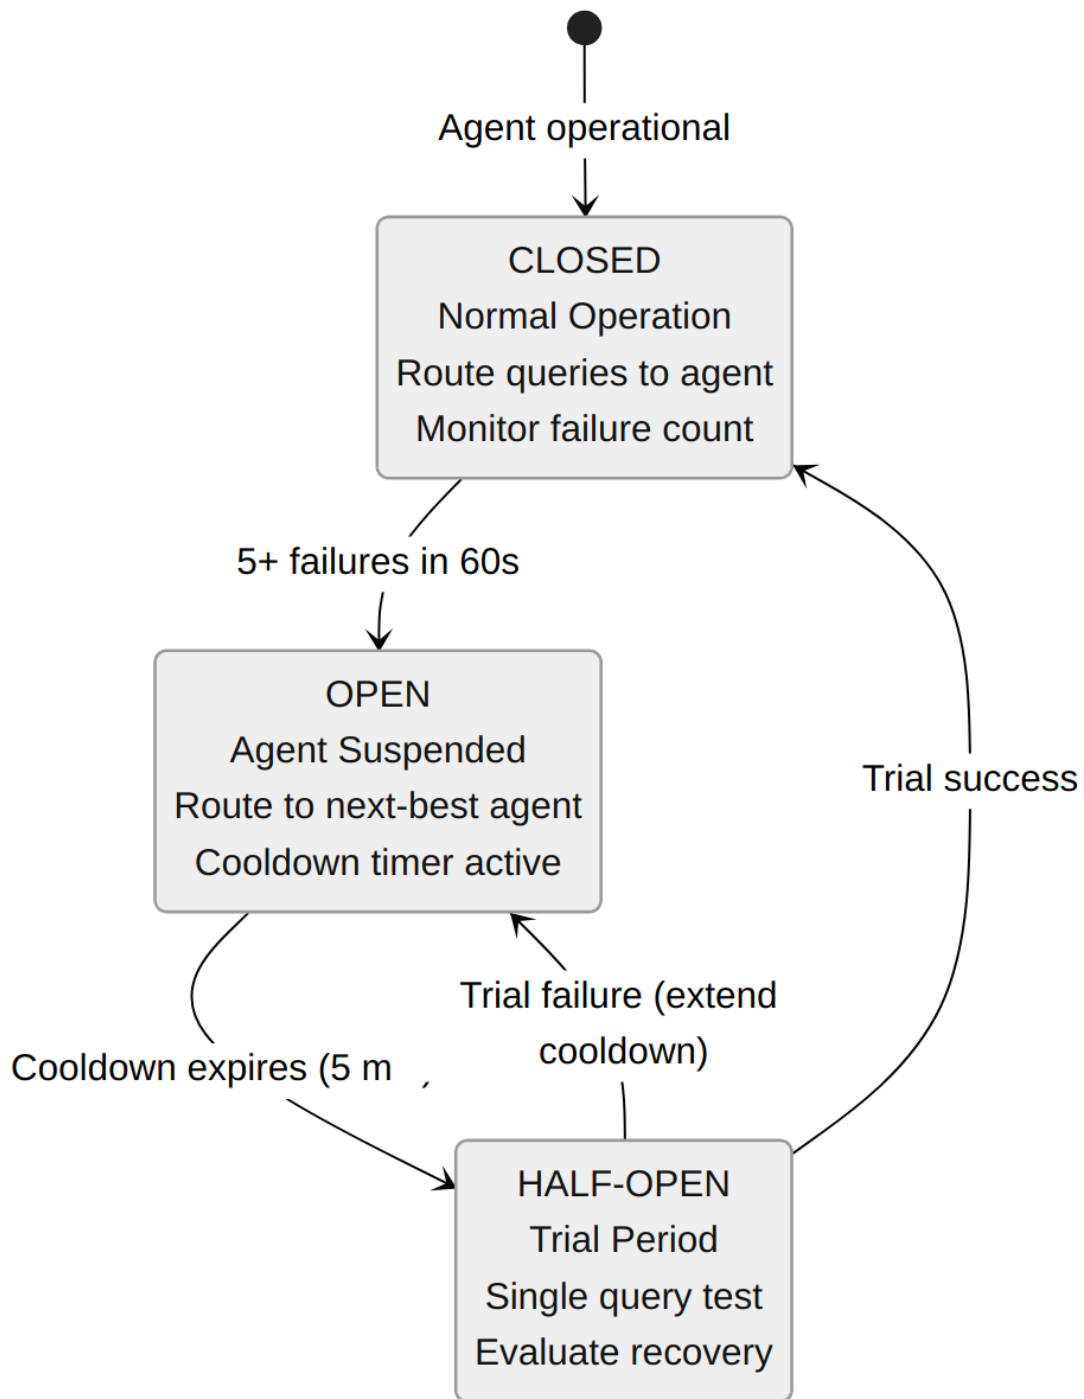 Agent operational
CLOSED
Normal Operation
Route queries to agent
Monitor failure count
5+ failures in 60s
OPEN
Agent Suspended
Route to next-best agent
Cooldown timer active
Trial success
Trial failure (extend
cooldown)
Cooldown expires (5 m
HALF-OPEN
Trial Period
Single query test
Evaluate recovery